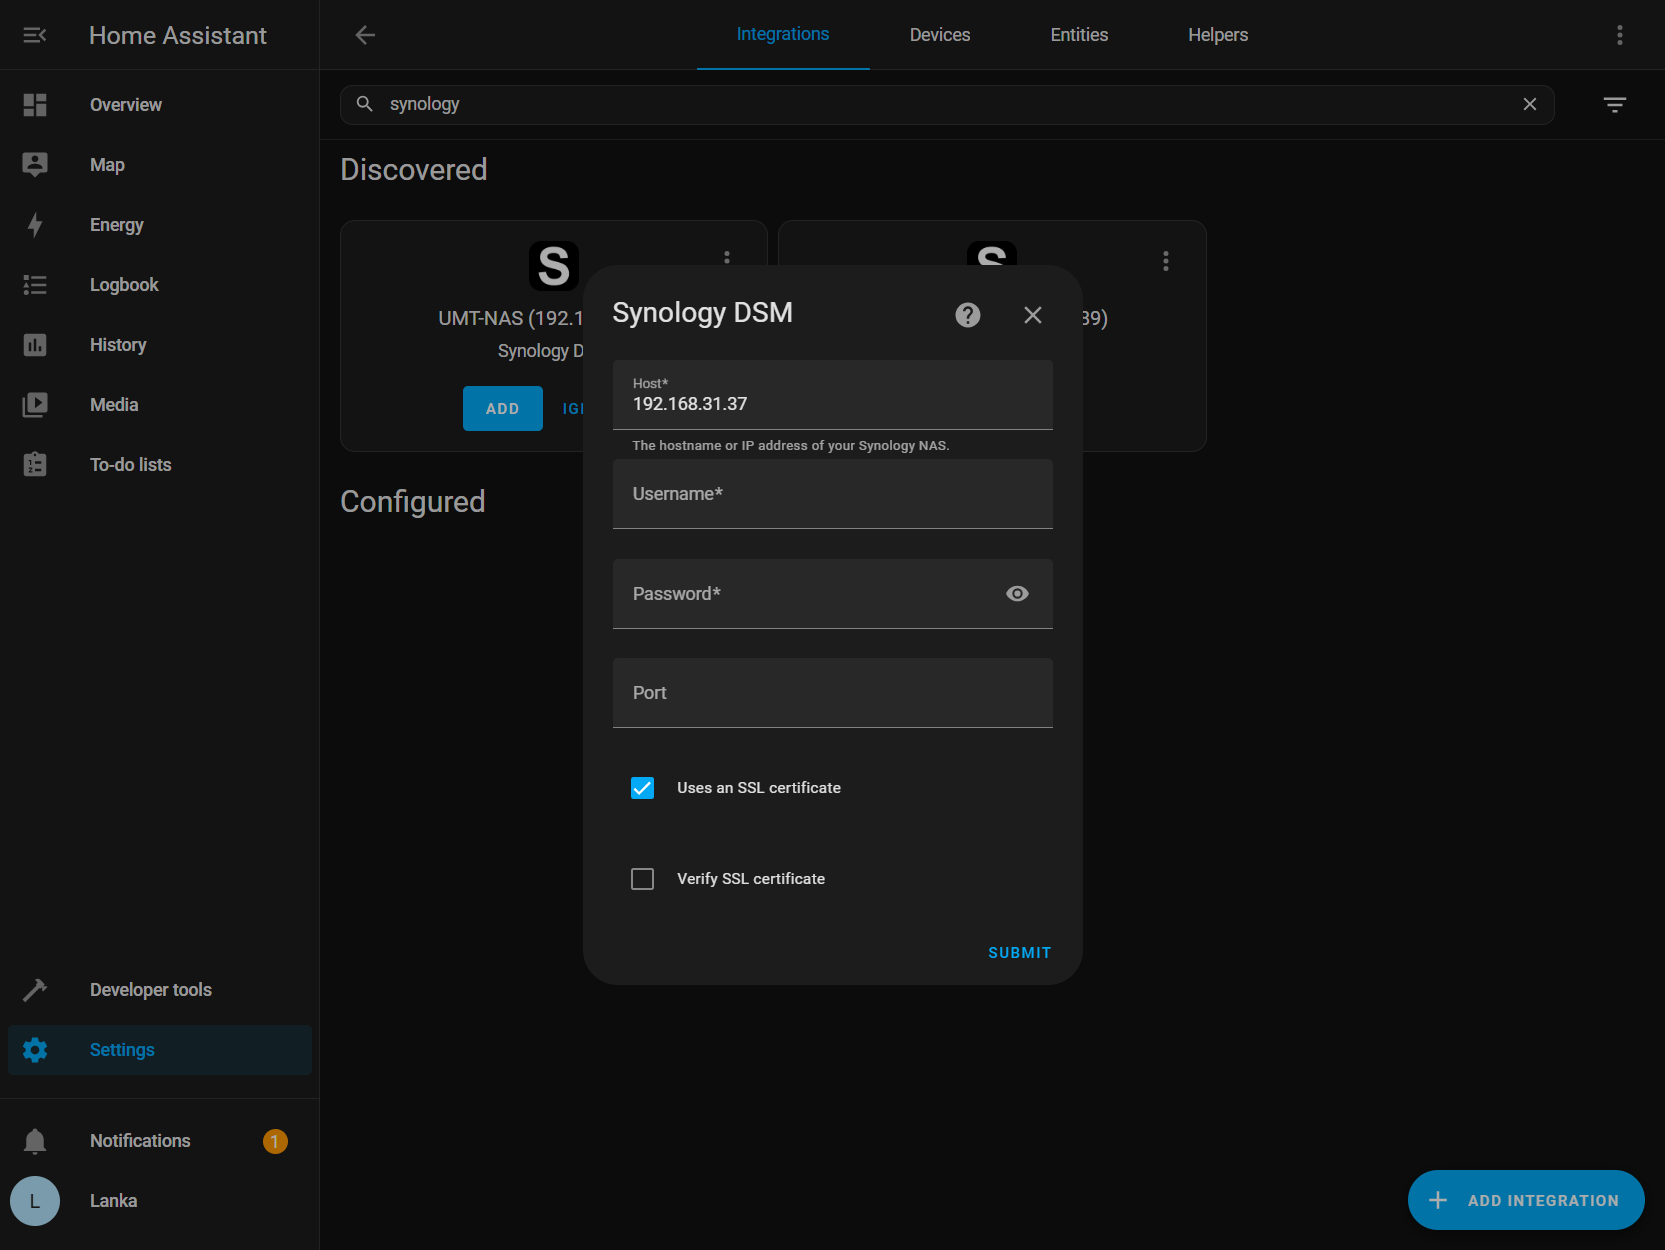 Home Assistant
Integrations
Devices
Entities
Helpers
Overview
Map
Energy
Logbook
History
Media
To-do lists
Developer tools
Settings
Notifications
1
L
Lanka
synology
Discovered
S
UMT-NAS (192.1
Synology D
ADD
IG
S
39)
Configured
Synology DSM
Host*
192.168.31.37
The hostname or IP address of your Synology NAS.
Username*
Password*
Port
Uses an SSL certificate
Verify SSL certificate
SUBMIT
ADD INTEGRATION